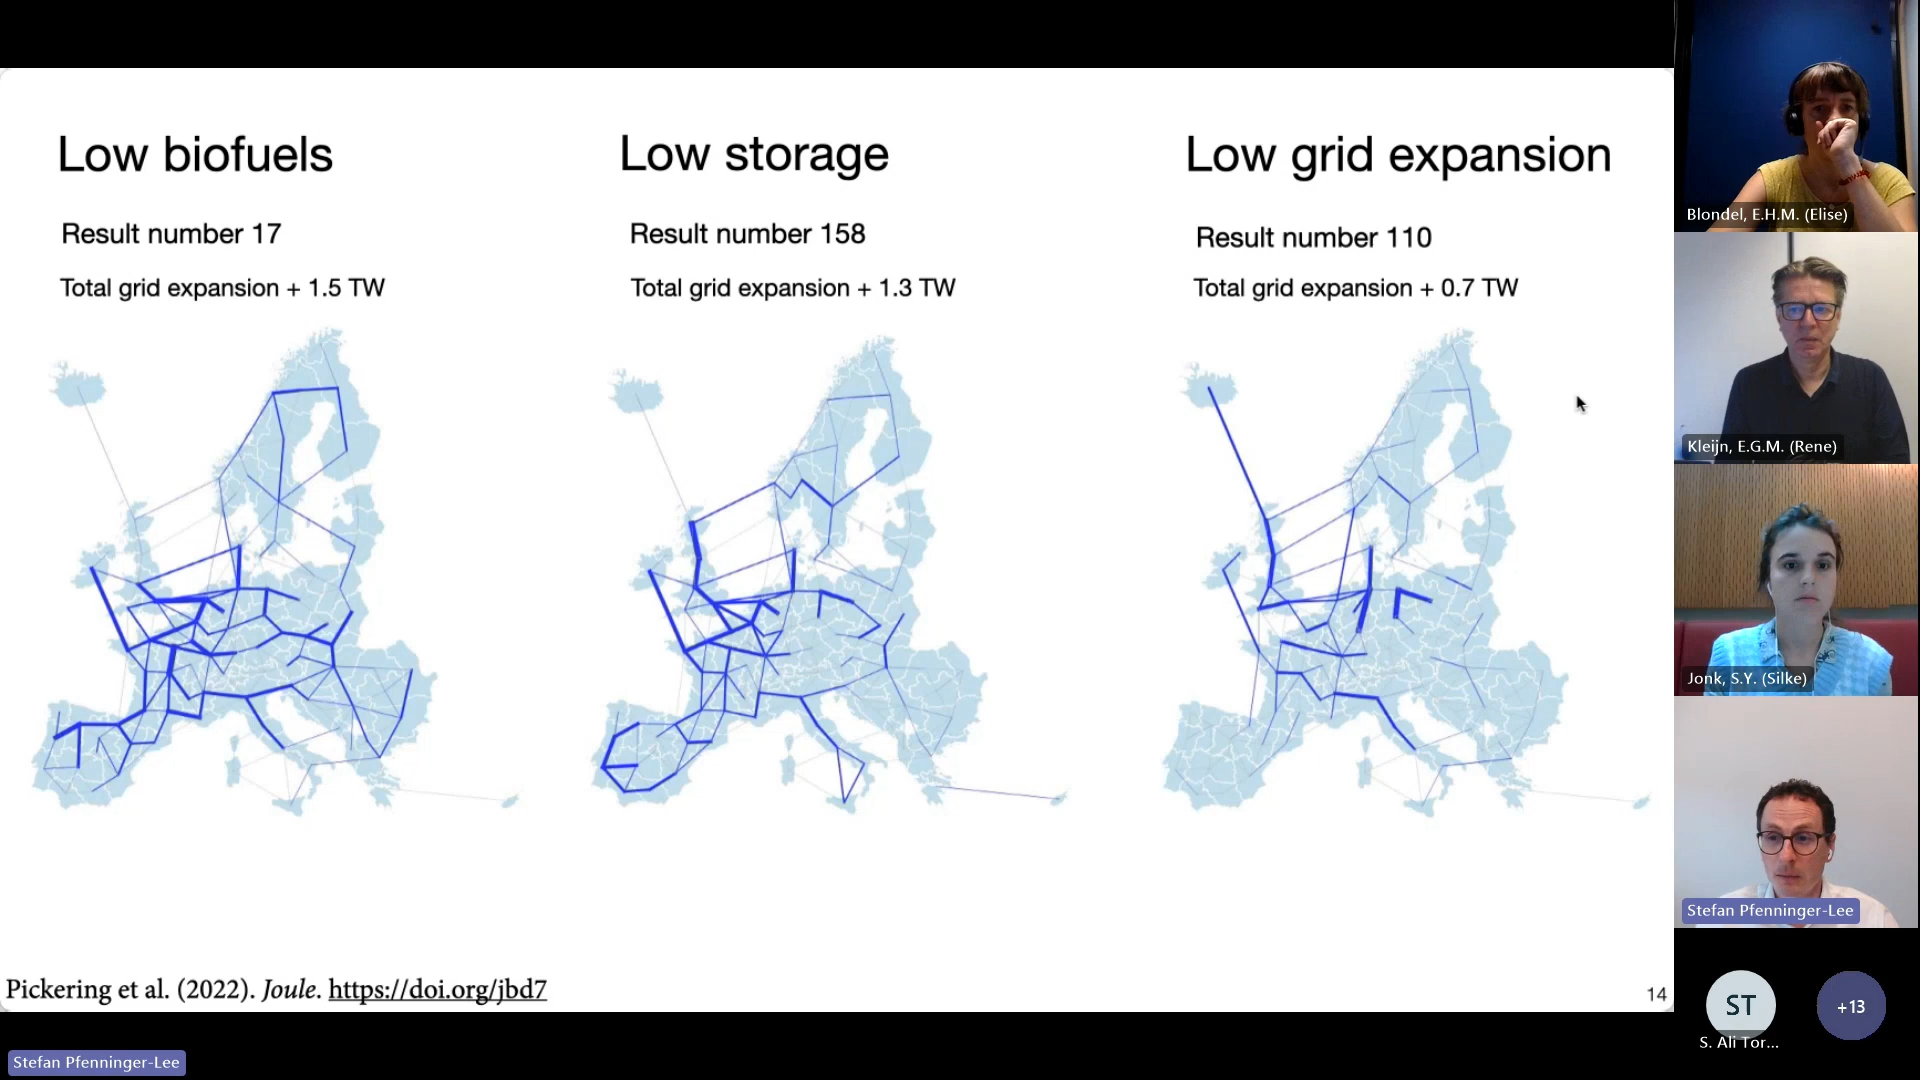 Low biofuels
Result number 17
Total grid expansion + 1.5 TW
Low storage
Result number 158
Total grid expansion + 1.3 TW
Low grid expansion
Result number 110
Total grid expansion + 0.7 TW
Pickering et al. (2022). Joule. https://doi.org/jbd7
14
Stefan Pfenninger-Lee
Blondel, E.H.M. (Elise)
Kleijn, E.G.M. (Rene)
Jonk, S.Y. (Silke)
Stefan Pfenninger-Lee
ST
S. Ali Tor...
+13